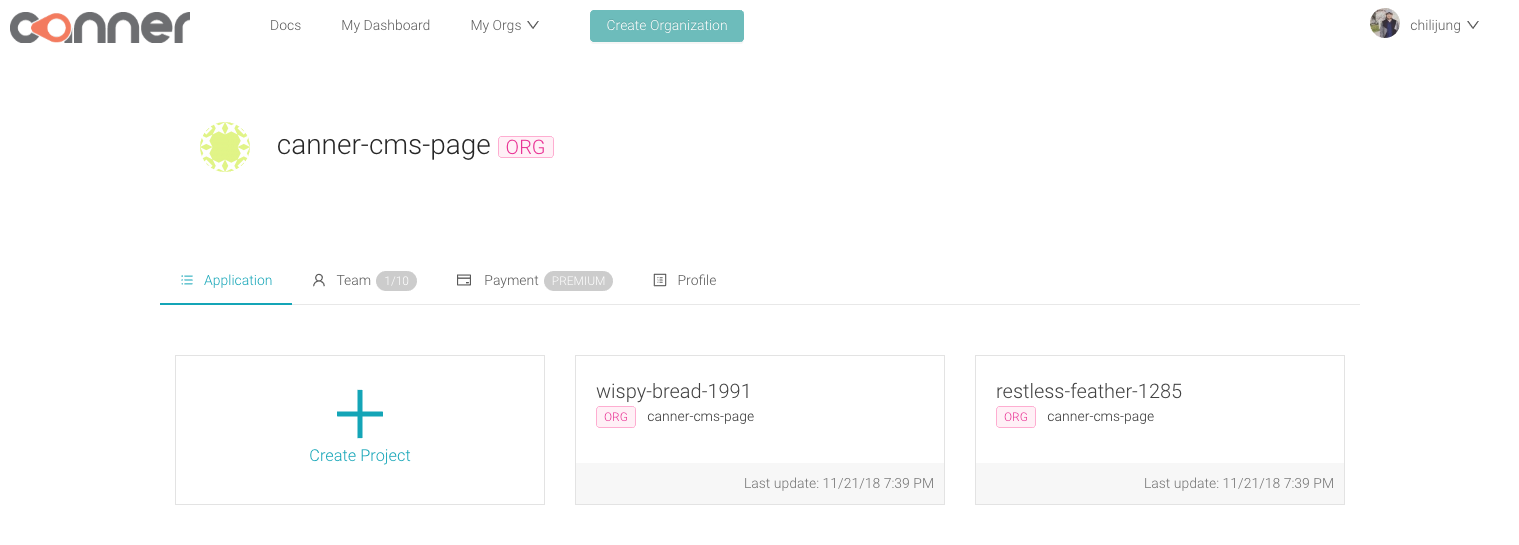 canner Docs My Dashboard My Orgs Create Organization chilijung
canner-cms-page ORG
Application Team 1/10 Payment PREMIUM Profile
Create Project
wispy-bread-1991
ORG canner-cms-page
Last update: 11/21/18 7:39 PM
restless-feather-1285
ORG canner-cms-page
Last update: 11/21/18 7:39 PM